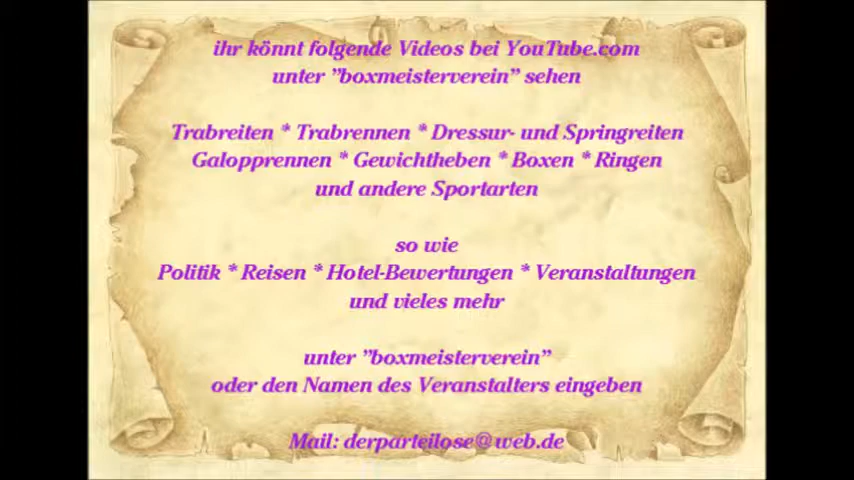 ihr könnt folgende Videos bei YouTube.com
unter "boxmeisterverein" sehen
Trabreiten * Trabrennen * Dressur- und Springreiten
Galopprennen * Gewichtheben * Boxen * Ringen
und andere Sportarten
so wie
Politik * Reisen * Hotel-Bewertungen * Veranstaltungen
und vieles mehr
unter "boxmeisterverein"
oder den Namen des Veranstalters eingeben
Mail: derparteilose@web.de